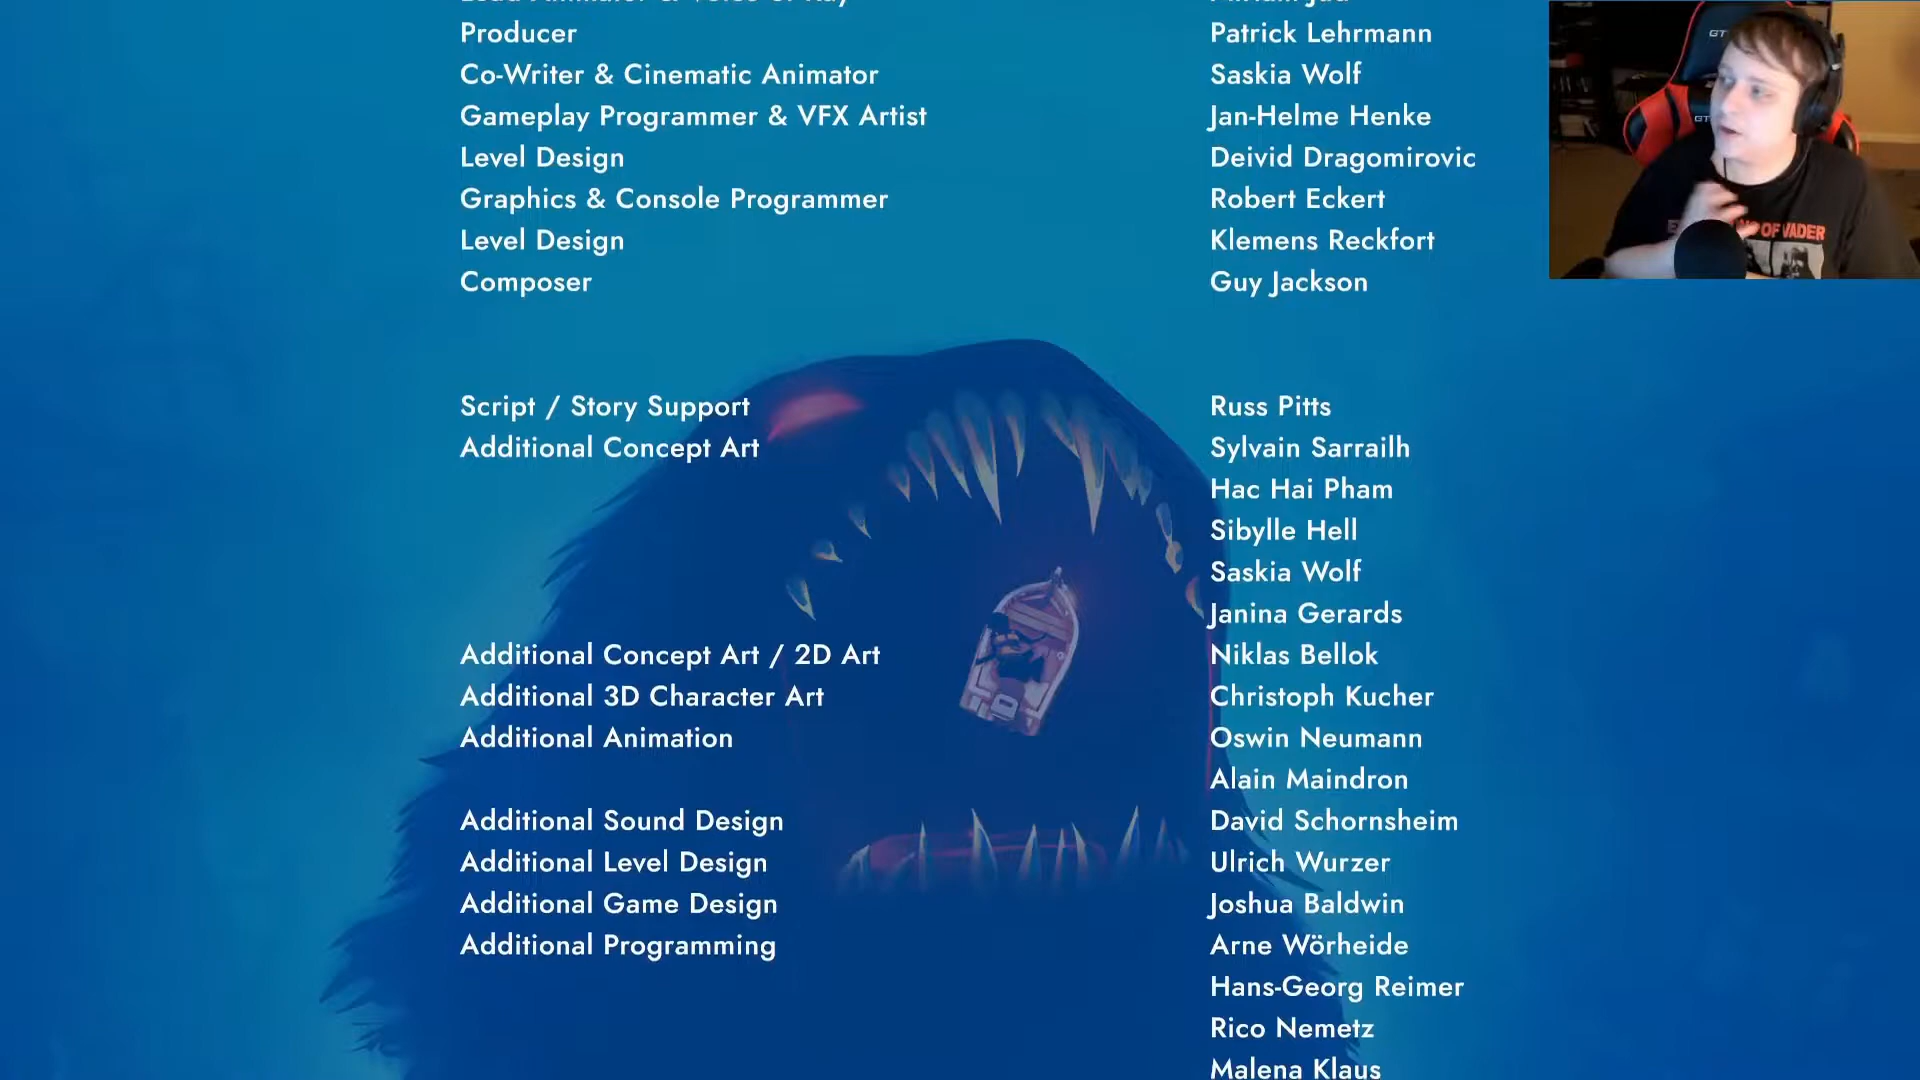 Producer Patrick Lehrmann
Co-Writer & Cinematic Animator Saskia Wolf
Gameplay Programmer & VFX Artist Jan-Helme Henke
Level Design Deivid Dragomirovic
Graphics & Console Programmer Robert Eckert
Level Design Klemens Reckfort
Composer Guy Jackson
Script / Story Support Russ Pitts
Additional Concept Art Sylvain Sarrailh
Hac Hai Pham
Sibylle Hell
Saskia Wolf
Janina Gerards
Additional Concept Art / 2D Art Niklas Bellok
Additional 3D Character Art Christoph Kucher
Additional Animation Oswin Neumann
Alain Maindron
Additional Sound Design David Schornsheim
Additional Level Design Ulrich Wurzer
Additional Game Design Joshua Baldwin
Additional Programming Arne Wörheide
Hans-Georg Reimer
Rico Nemetz
Malena Klaus
GT
GT
OF VADER